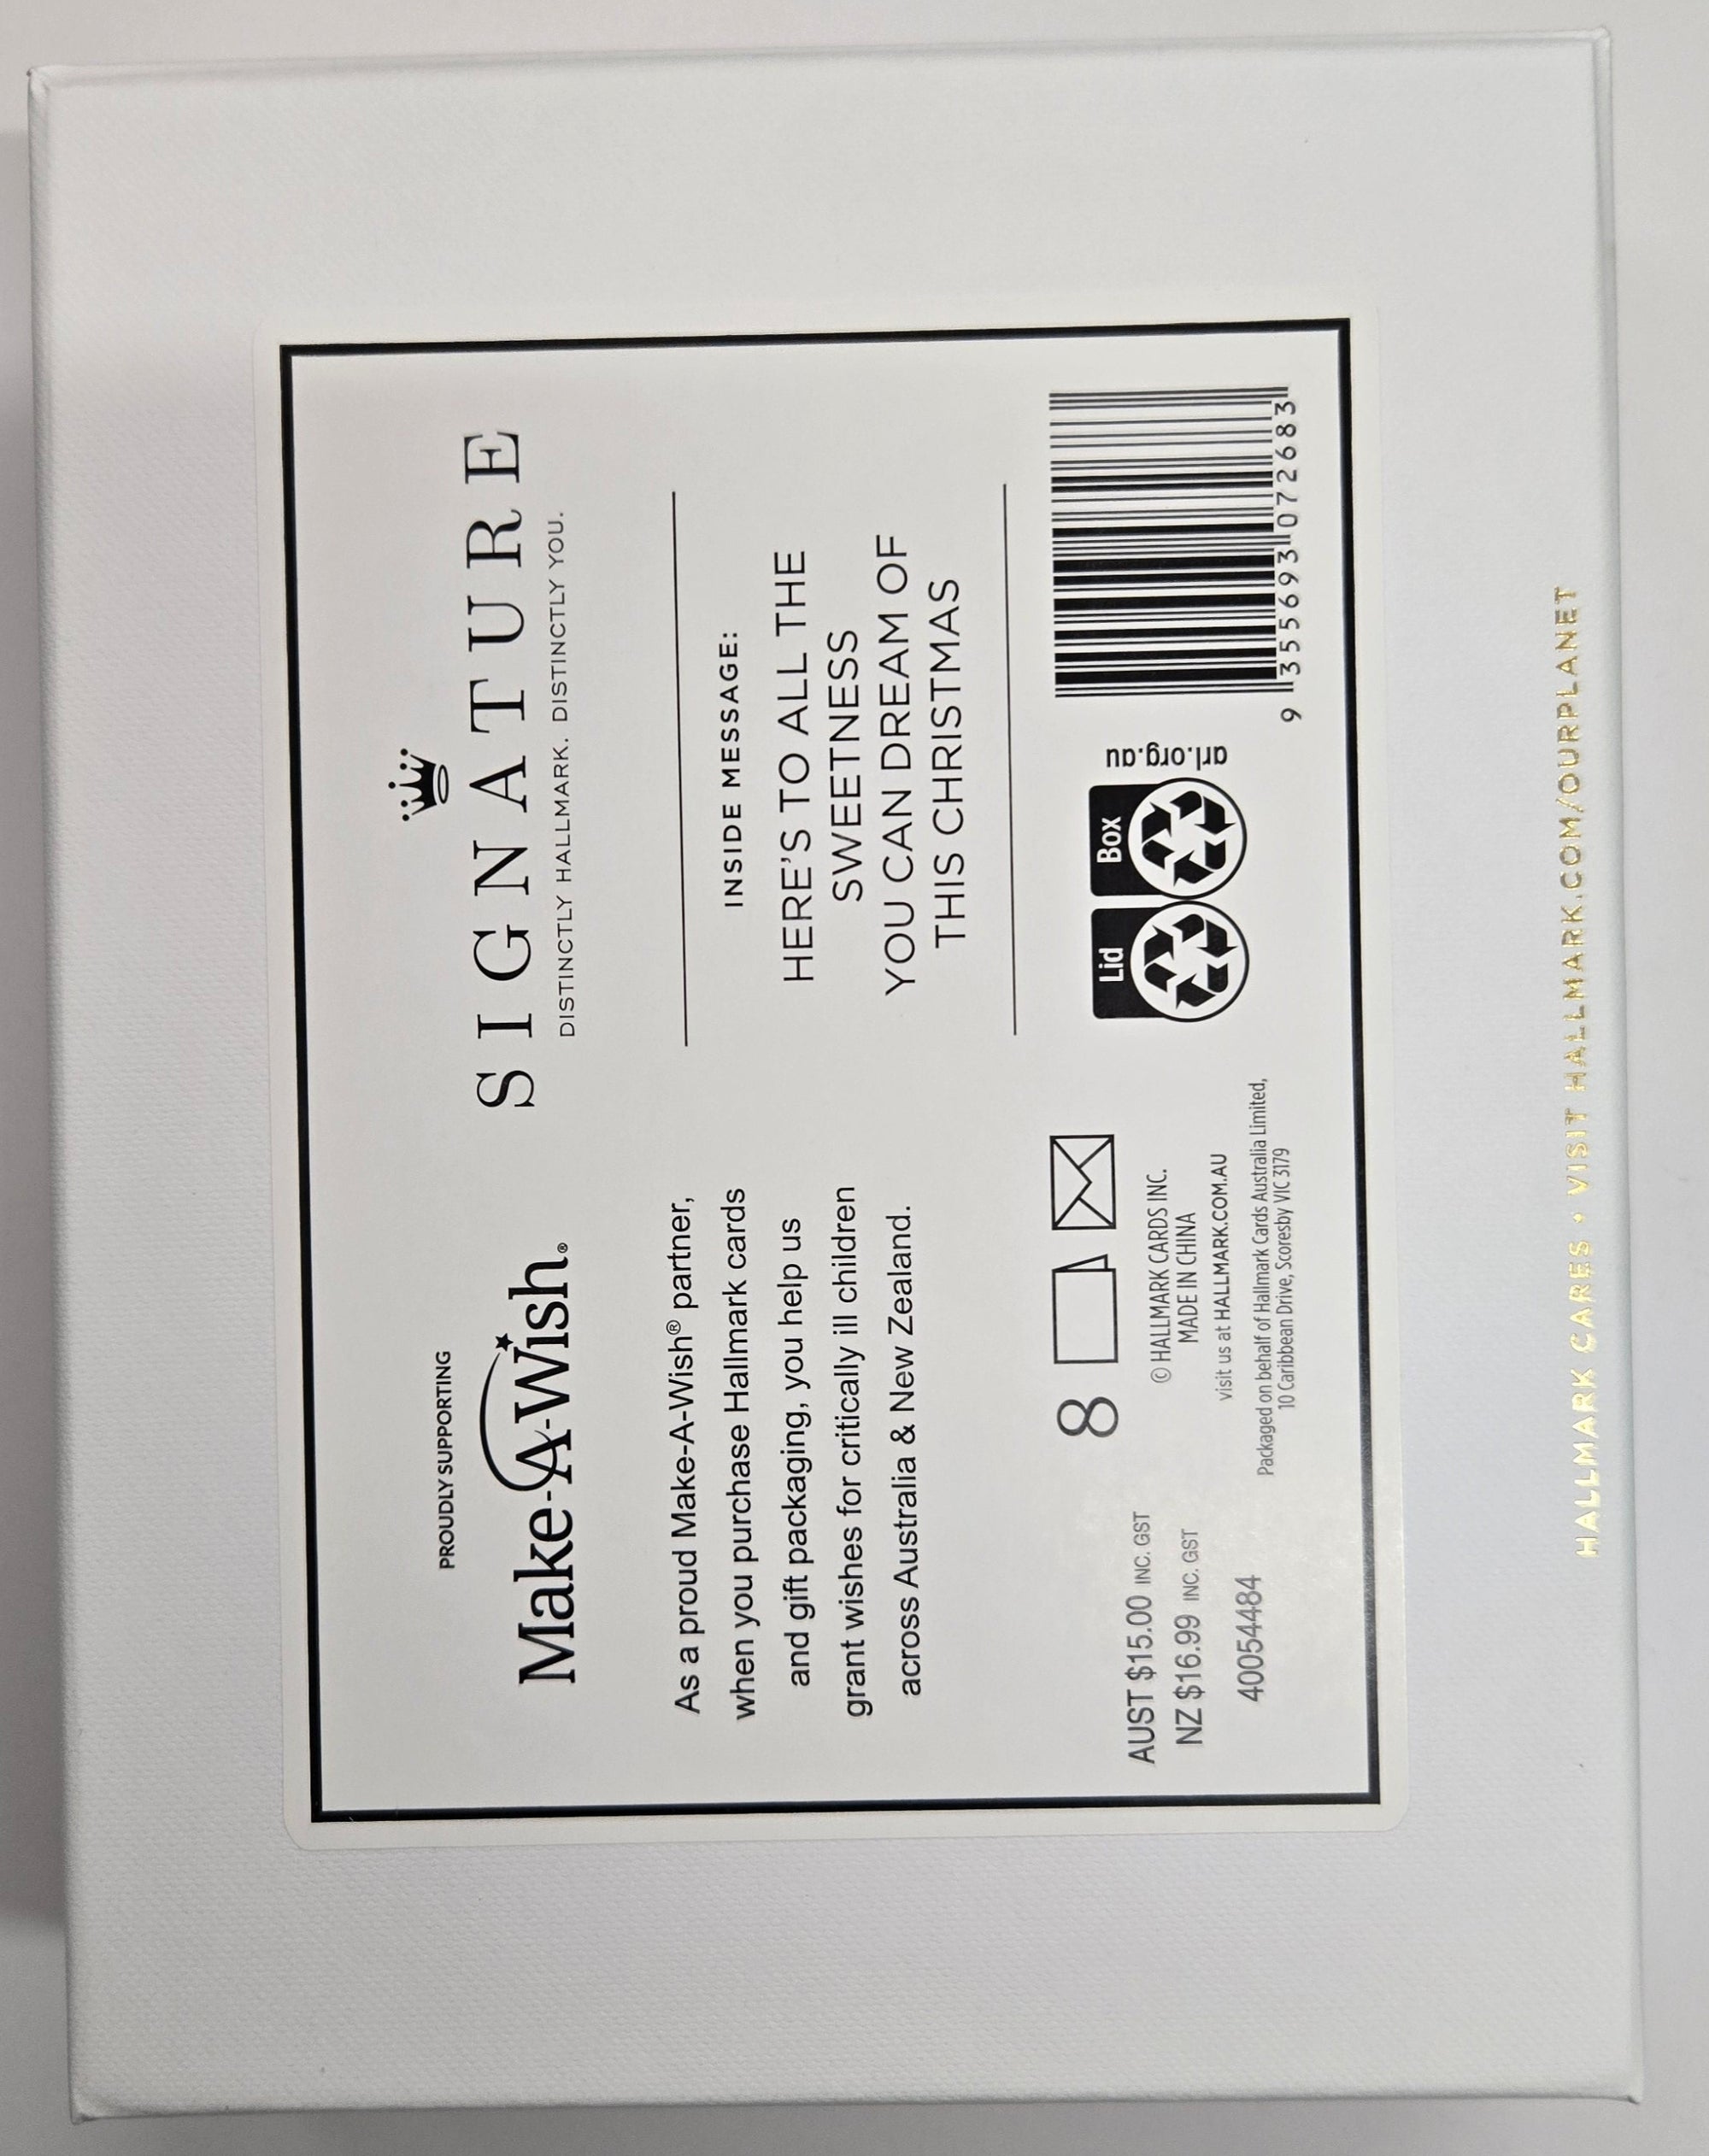 PROUDLY SUPPORTING
Make-A-Wish®
As a proud Make-A-Wish® partner,
when you purchase Hallmark cards
and gift packaging, you help us
grant wishes for critically ill children
across Australia & New Zealand.
SIGNATURE
DISTINCTLY HALLMARK. DISTINCTLY YOU.
INSIDE MESSAGE:
HERE'S TO ALL THE
SWEETNESS
YOU CAN DREAM OF
THIS CHRISTMAS
AUST $15.00 INC. GST
NZ $16.99 INC. GST
40054484
8
© HALLMARK CARDS INC.
MADE IN CHINA
visit us at HALLMARK.COM.AU
Packaged on behalf of Hallmark Cards Australia Limited,
10 Caribbean Drive, Scoresby VIC 3179
Lid Box
arl.org.au
9 355693 072683
HALLMARK CARES • VISIT HALLMARK.COM/OURPLANET